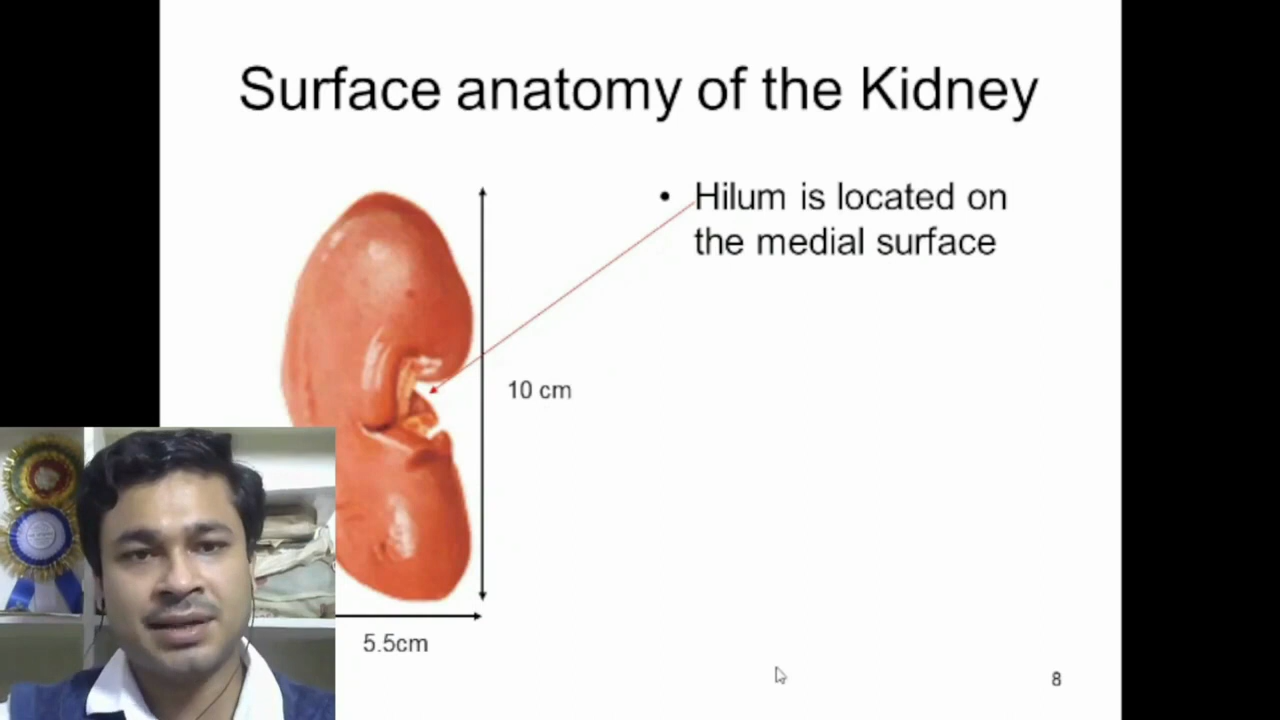 Surface anatomy of the Kidney
• Hilum is located on
the medial surface
10 cm
5.5cm
8